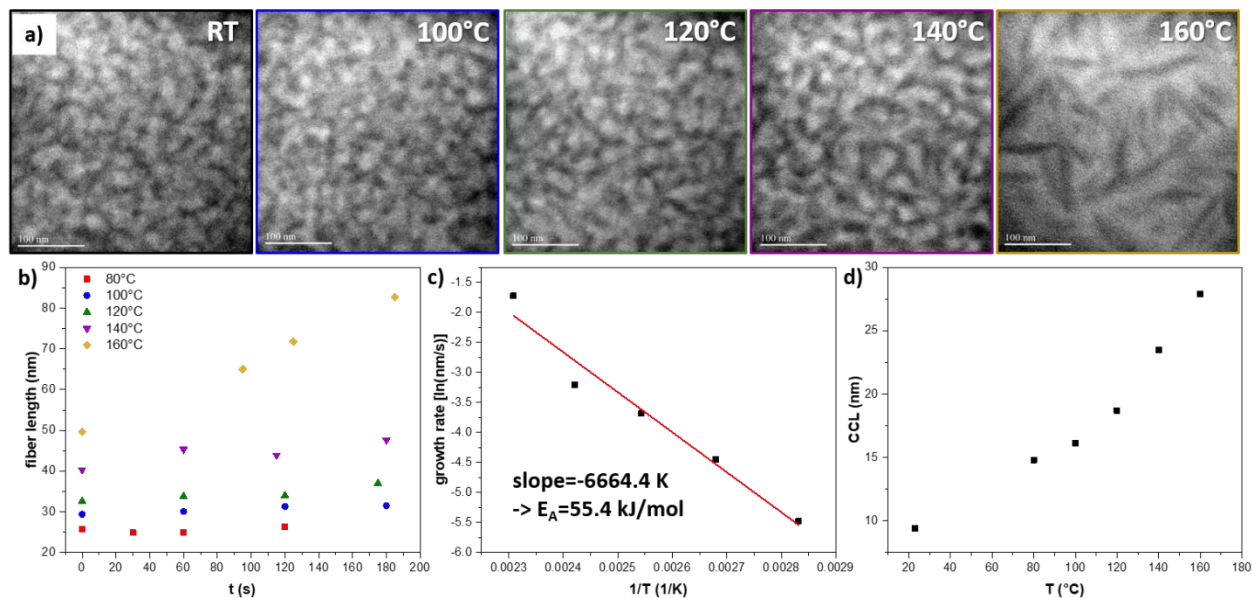 a)
RT
100°C
120°C
140°C
160°C
100 nm
100 nm
100 nm
100 nm
100 nm
b)
90
80
70
60
50
40
30
20
fiber length (nm)
80°C
100°C
120°C
140°C
160°C
0 20 40 60 80 100 120 140 160 180 200
t (s)
c)
-1.0
-1.5
-2.0
-2.5
-3.0
-3.5
-4.0
-4.5
-5.0
-5.5
-6.0
growth rate [ln(nm/s)]
slope=-6664.4 K
-> EA=55.4 kJ/mol
0.0023 0.0024 0.0025 0.0026 0.0027 0.0028 0.0029
1/T (1/K)
d)
30
25
20
15
10
CCL (nm)
20 40 60 80 100 120 140 160 180
T (°C)